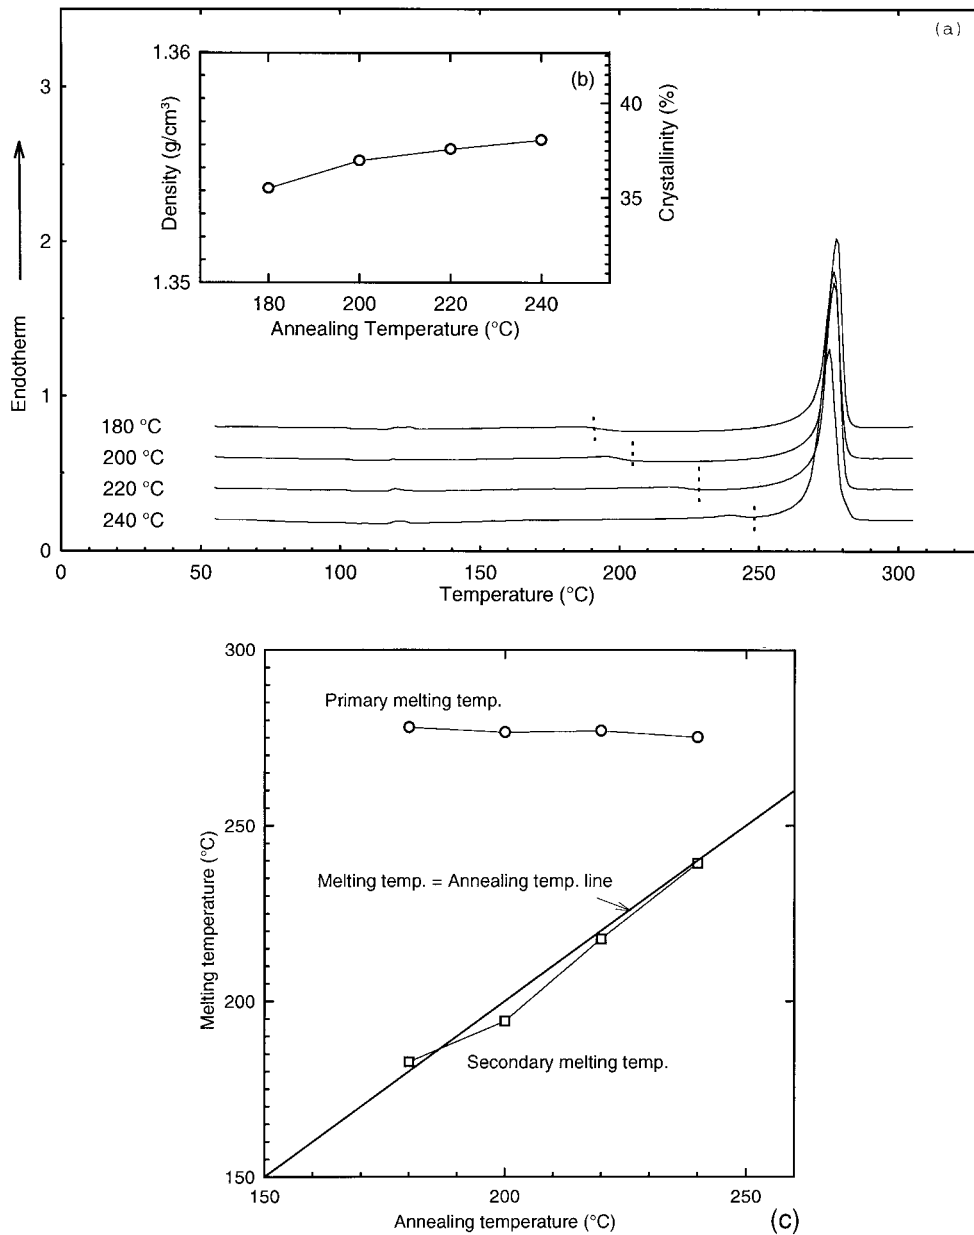 (a)
3
2
1
0
Endotherm
1.36
1.35
Density (g/cm³)
(b)
40
35
Crystallinity (%)
180 200 220 240
Annealing Temperature (°C)
180 °C
200 °C
220 °C
240 °C
0 50 100 150 200 250 300
Temperature (°C)
300
250
200
150
Melting temperature (°C)
Primary melting temp.
Melting temp. = Annealing temp. line
Secondary melting temp.
150 200 250
Annealing temperature (°C)
(c)